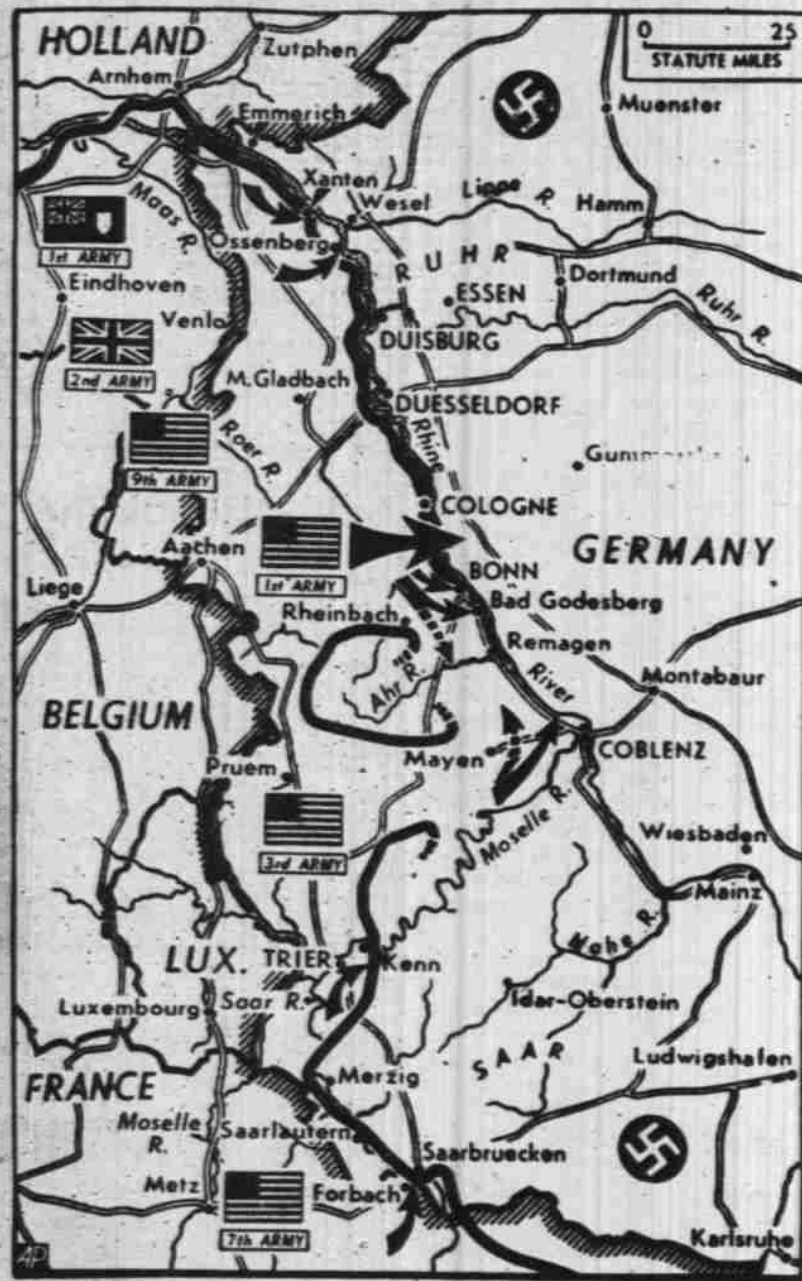 HOLLAND
Zutphen
0 25
STATUTE MILES
Arnhem
Muenster
Emmerich
Xanten
Wesel
Lippe R.
Hamm
Maas R.
1st ARMY
Ossenberg
RUHR
Eindhoven
ESSEN
Dortmund
Ruhr R.
Venlo
DUISBURG
2nd ARMY
M.Gladbach
DUESSELDORF
Roer R.
Rhine
9th ARMY
COLOGNE
GERMANY
Aachen
1st ARMY
BONN
Liege
Bad Godesberg
Rheinbach
Remagen
River
Ahr R.
Montabaur
BELGIUM
Mayen
COBLENZ
Pruem
Moselle R.
3rd ARMY
Wiesbaden
Mainz
Nahe R.
LUX.
TRIER
Kenn
Saar R.
Idar-Oberstein
Luxembourg
SAAR
Ludwigshafen
FRANCE
Merzig
Moselle R.
Saarlautern
Saarbruecken
Metz
Forbach
7th ARMY
Karlsruhe
AP